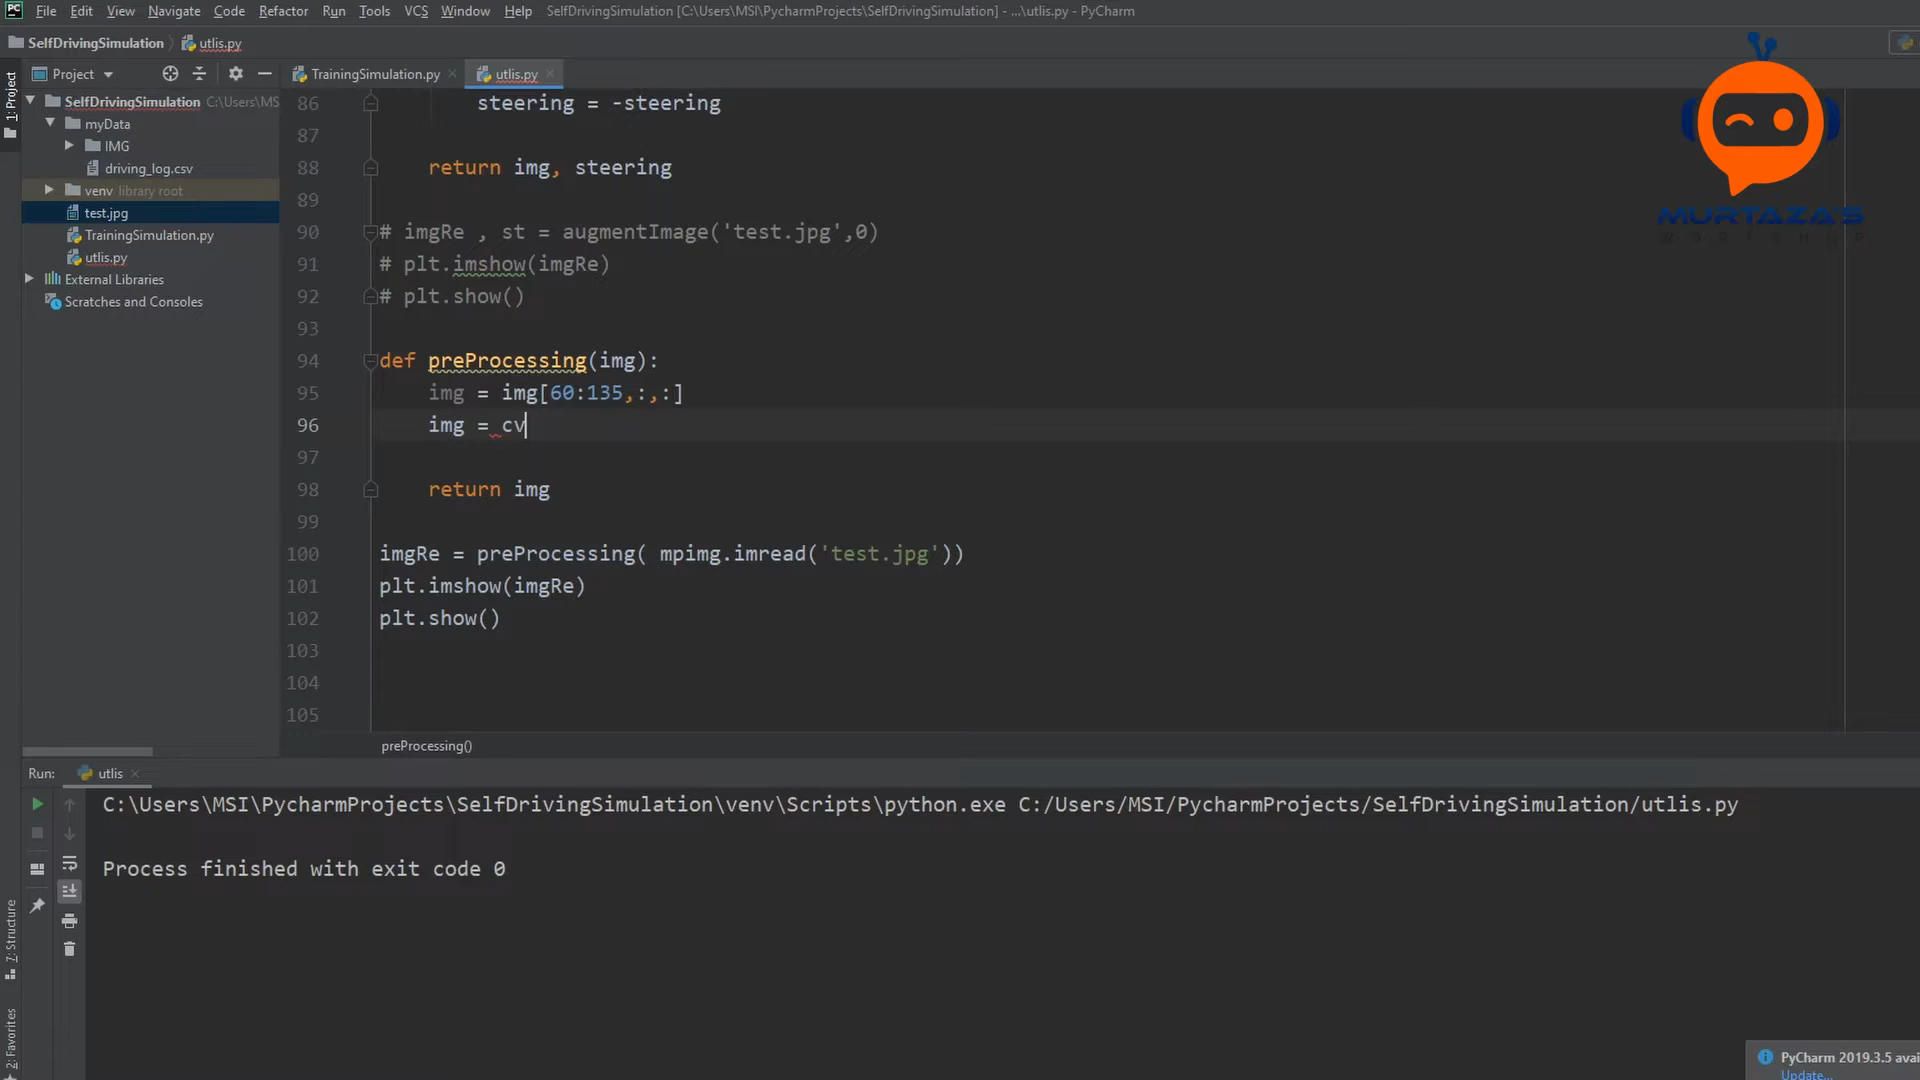 File Edit View Navigate Code Refactor Run Tools VCS Window Help SelfDrivingSimulation [C:\Users\MSI\PycharmProjects\SelfDrivingSimulation] - ...\utlis.py - PyCharm
SelfDrivingSimulation utlis.py
Project
TrainingSimulation.py
utlis.py
1: Project
SelfDrivingSimulation C:\Users\MS
myData
IMG
driving_log.csv
venv library root
test.jpg
TrainingSimulation.py
utlis.py
External Libraries
Scratches and Consoles
MURTAZA'S
WORKSHOP
86 steering = -steering
87
88 return img, steering
89
90 # imgRe , st = augmentImage('test.jpg',0)
91 # plt.imshow(imgRe)
92 # plt.show()
93
94 def preProcessing(img):
95 img = img[60:135,:,:]
96 img = cv
97
98 return img
99
100 imgRe = preProcessing( mpimg.imread('test.jpg'))
101 plt.imshow(imgRe)
102 plt.show()
103
104
105
preProcessing()
Run: utlis
C:\Users\MSI\PycharmProjects\SelfDrivingSimulation\venv\Scripts\python.exe C:/Users/MSI/PycharmProjects/SelfDrivingSimulation/utlis.py
Process finished with exit code 0
7: Structure
2: Favorites
PyCharm 2019.3.5 avai
Update...